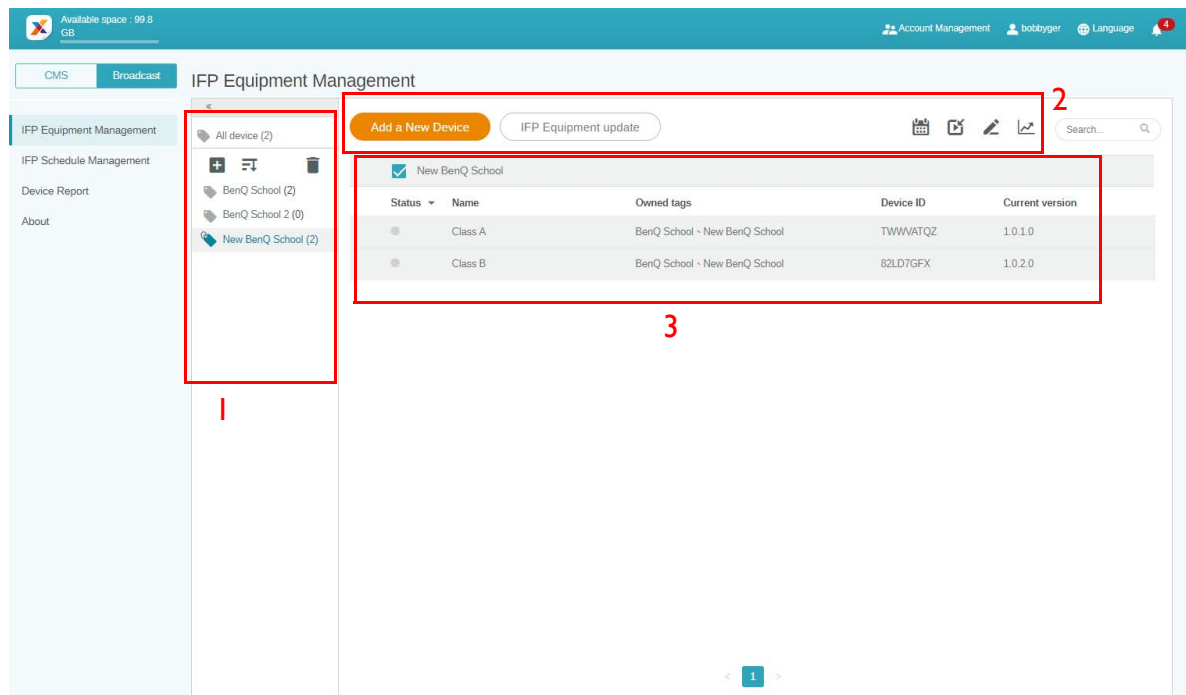 Available space : 99.8
GB
Account Management
bobbyger
Language
4
CMS
Broadcast
IFP Equipment Management
IFP Schedule Management
Device Report
About
IFP Equipment Management
«
All device (2)
BenQ School (2)
BenQ School 2 (0)
New BenQ School (2)
1
Add a New Device
IFP Equipment update
Search...
2
New BenQ School
Status Name Owned tags Device ID Current version
Class A BenQ School、New BenQ School TWWVATQZ 1.0.1.0
Class B BenQ School、New BenQ School 82LD7GFX 1.0.2.0
3
< 1 >